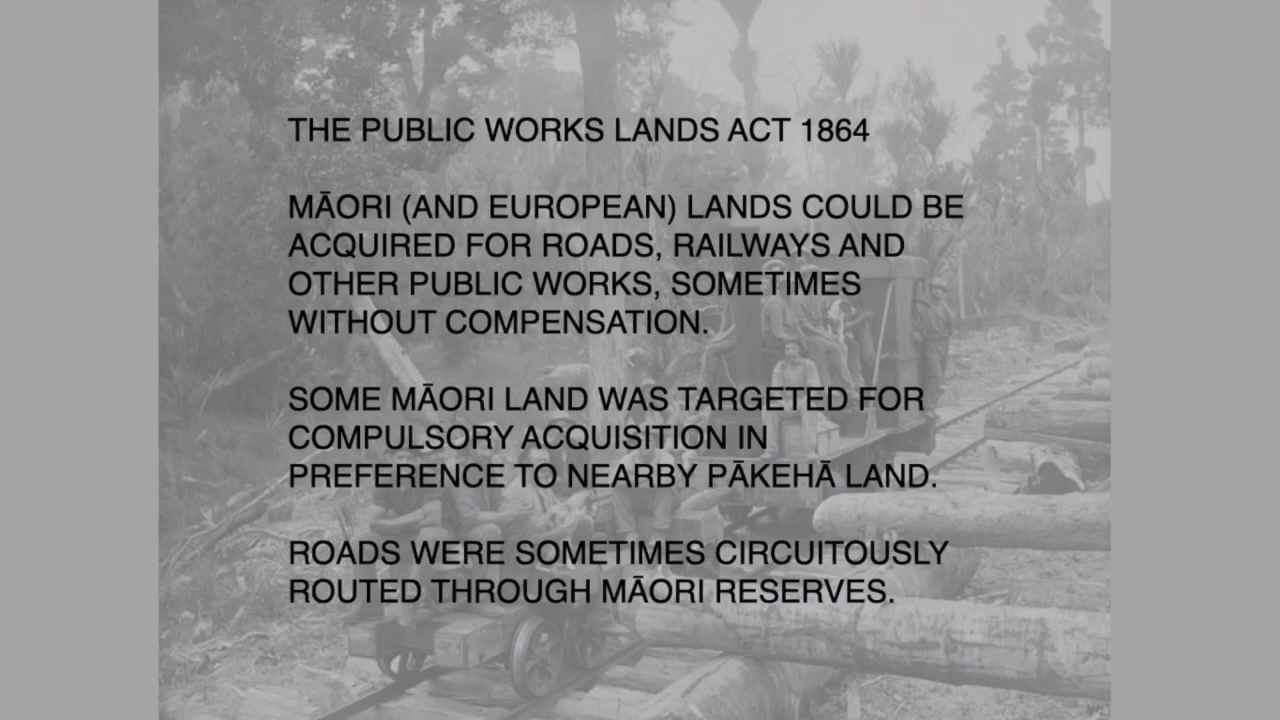 THE PUBLIC WORKS LANDS ACT 1864
MĀORI (AND EUROPEAN) LANDS COULD BE
ACQUIRED FOR ROADS, RAILWAYS AND
OTHER PUBLIC WORKS, SOMETIMES
WITHOUT COMPENSATION.
SOME MĀORI LAND WAS TARGETED FOR
COMPULSORY ACQUISITION IN
PREFERENCE TO NEARBY PĀKEHĀ LAND.
ROADS WERE SOMETIMES CIRCUITOUSLY
ROUTED THROUGH MĀORI RESERVES.